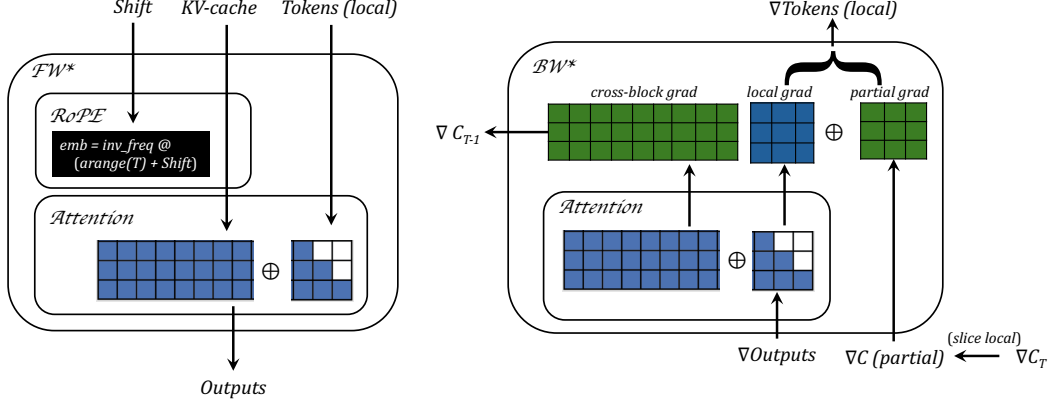 Shift
KV-cache
Tokens (local)
FW*
RoPE
emb = inv_freq @
(arange(T) + Shift)
Attention
⊕
Outputs
∇Tokens (local)
BW*
cross-block grad
local grad
partial grad
⊕
∇ C_{T-1}
Attention
⊕
∇Outputs
∇C (partial)
(slice local)
∇C_T